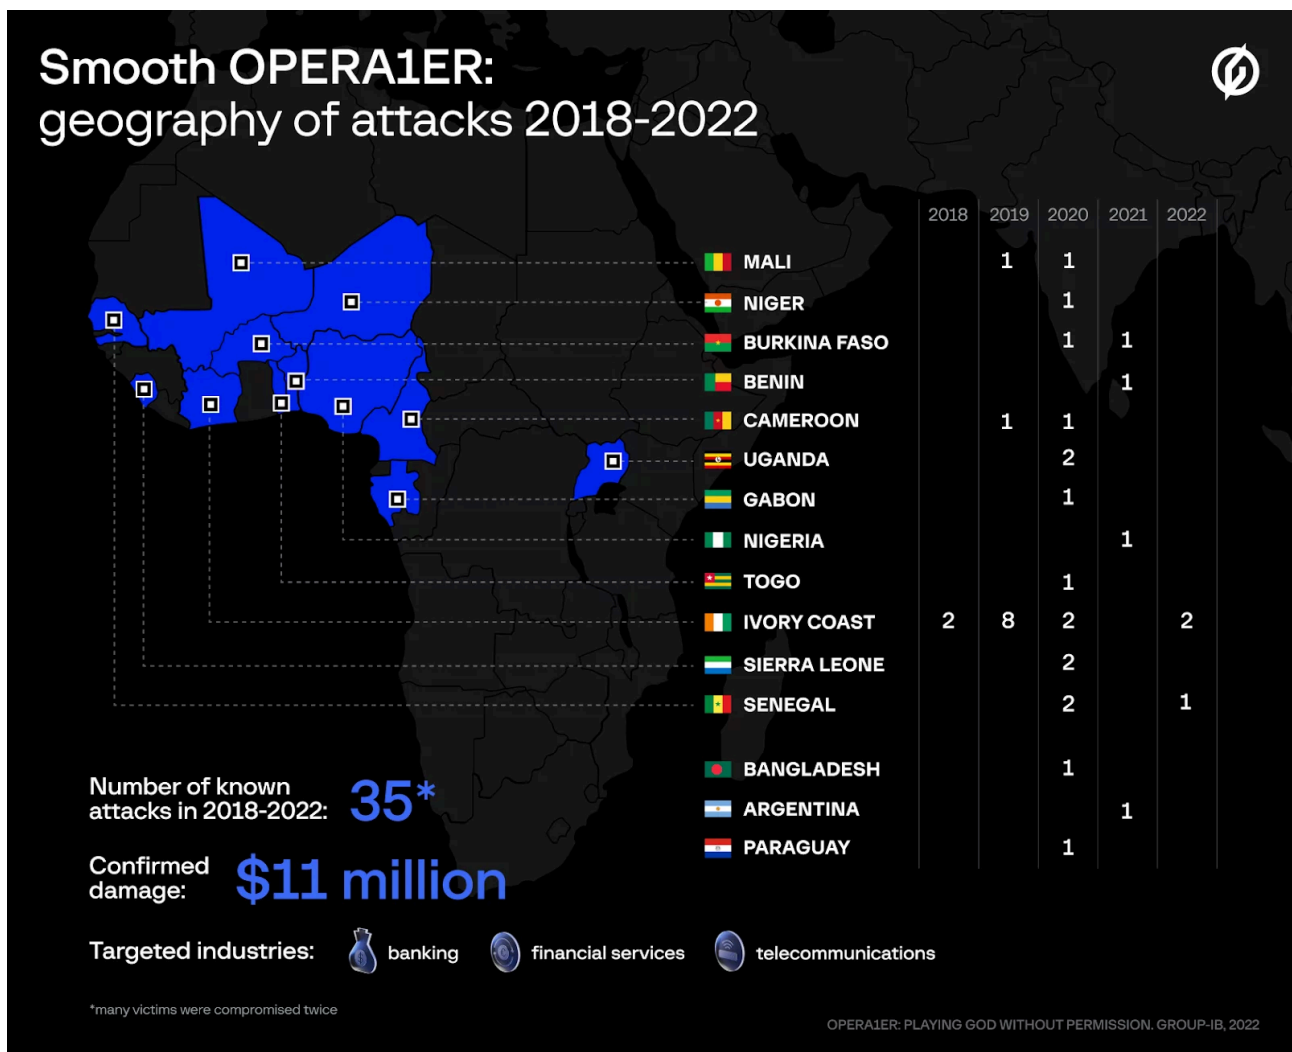 Smooth OPERA1ER:
geography of attacks 2018-2022
2018 2019 2020 2021 2022
MALI 1 1
NIGER 1
BURKINA FASO 1 1
BENIN 1
CAMEROON 1 1
UGANDA 2
GABON 1
NIGERIA 1
TOGO 1
IVORY COAST 2 8 2 2
SIERRA LEONE 2
SENEGAL 2 1
BANGLADESH 1
ARGENTINA 1
PARAGUAY 1
Number of known
attacks in 2018-2022: 35*
Confirmed
damage: $11 million
Targeted industries: banking financial services telecommunications
*many victims were compromised twice
OPERA1ER: PLAYING GOD WITHOUT PERMISSION. GROUP-IB, 2022